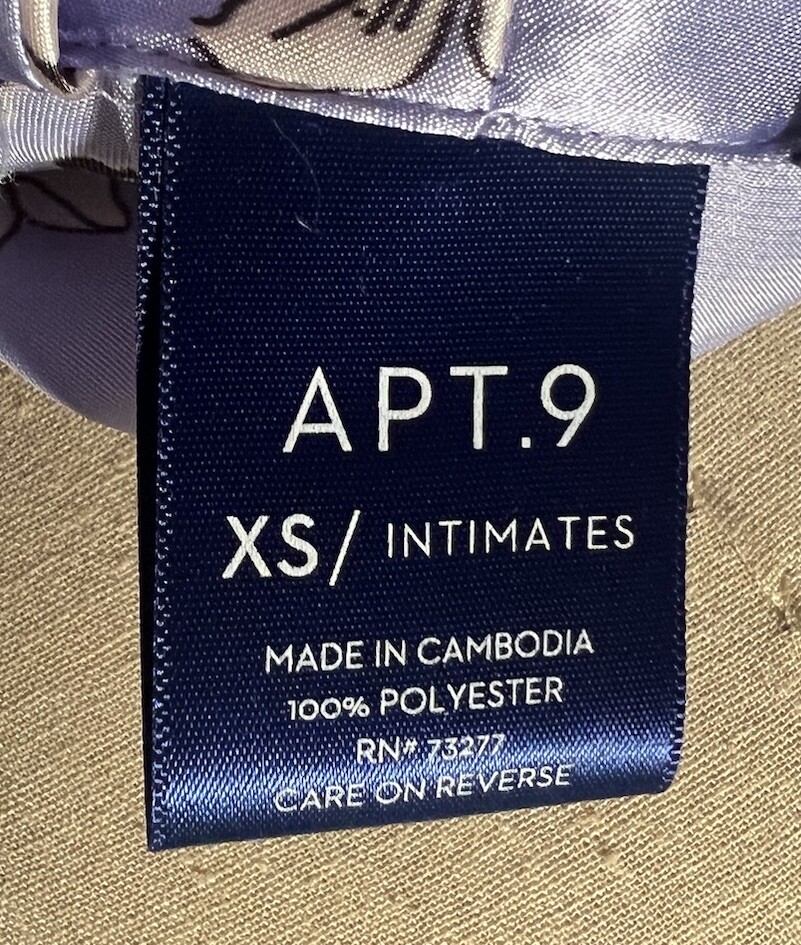 APT.9
XS/ INTIMATES
MADE IN CAMBODIA
100% POLYESTER
RN# 73277
CARE ON REVERSE